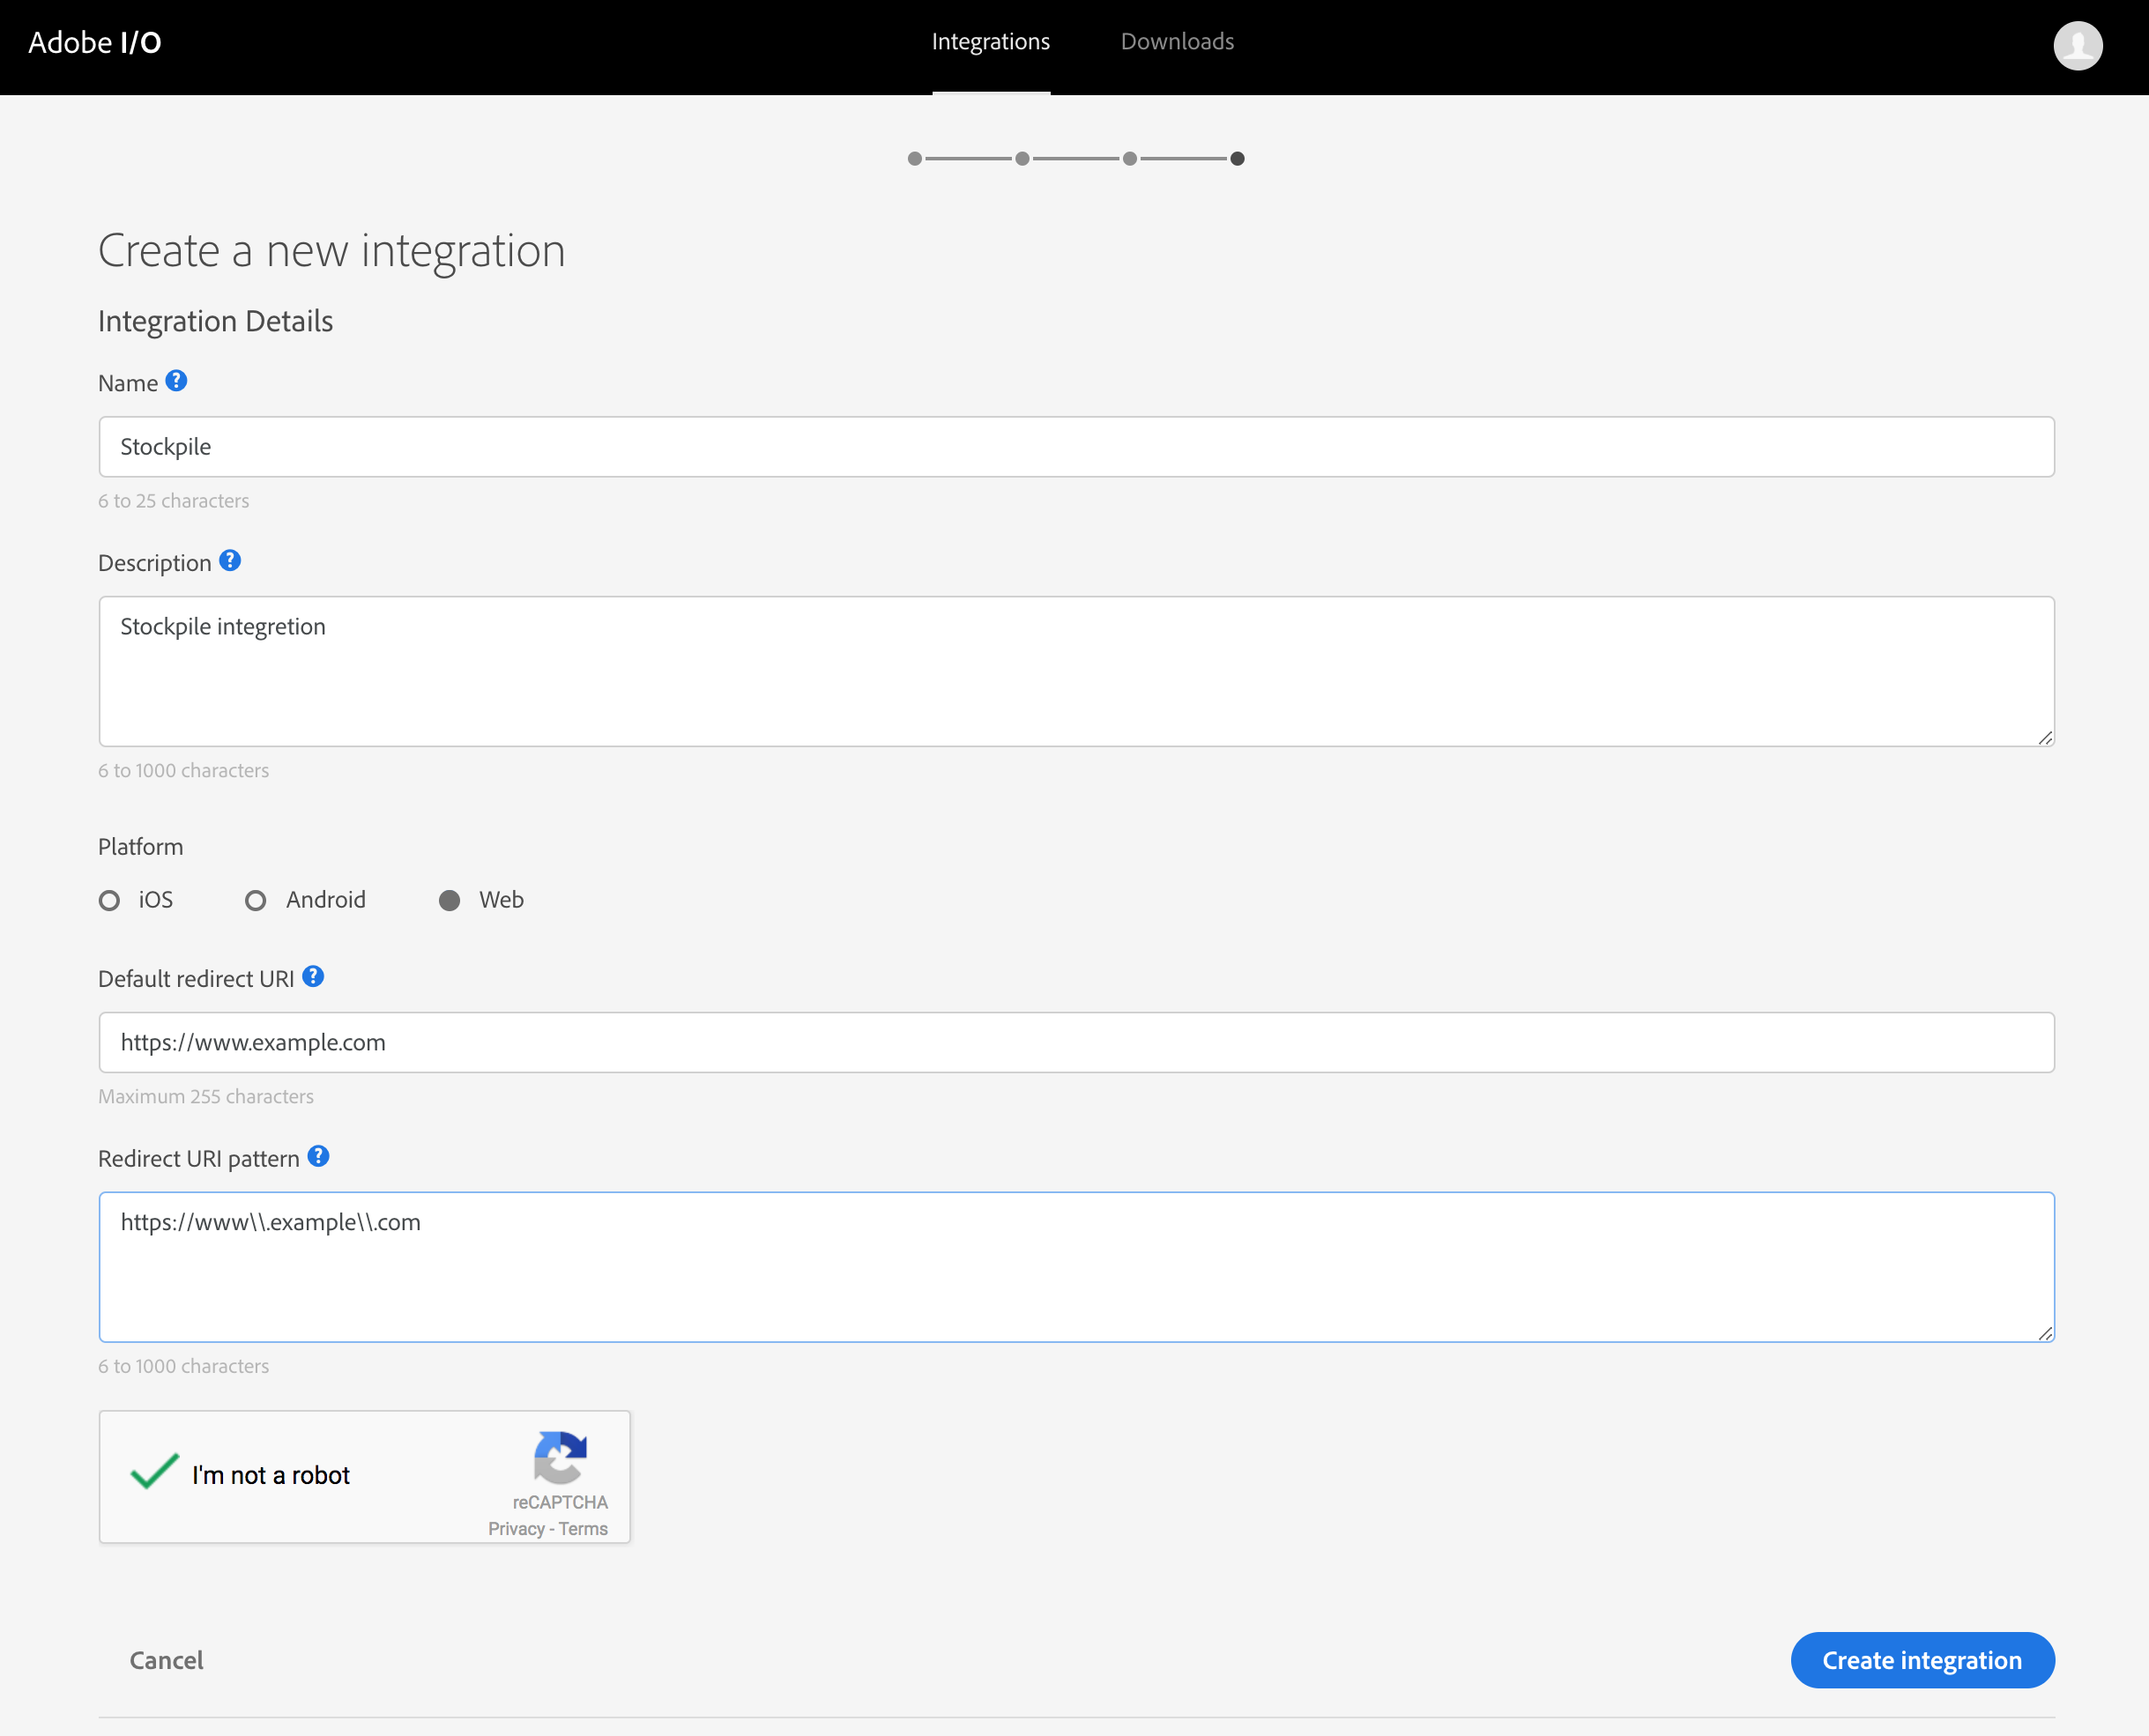 Adobe I/O
Integrations
Downloads
Create a new integration
Integration Details
Name ?
Stockpile
6 to 25 characters
Description ?
Stockpile integretion
6 to 1000 characters
Platform
iOS
Android
Web
Default redirect URI ?
https://www.example.com
Maximum 255 characters
Redirect URI pattern ?
https://www\\.example\\.com
6 to 1000 characters
I'm not a robot
reCAPTCHA
Privacy - Terms
Cancel
Create integration